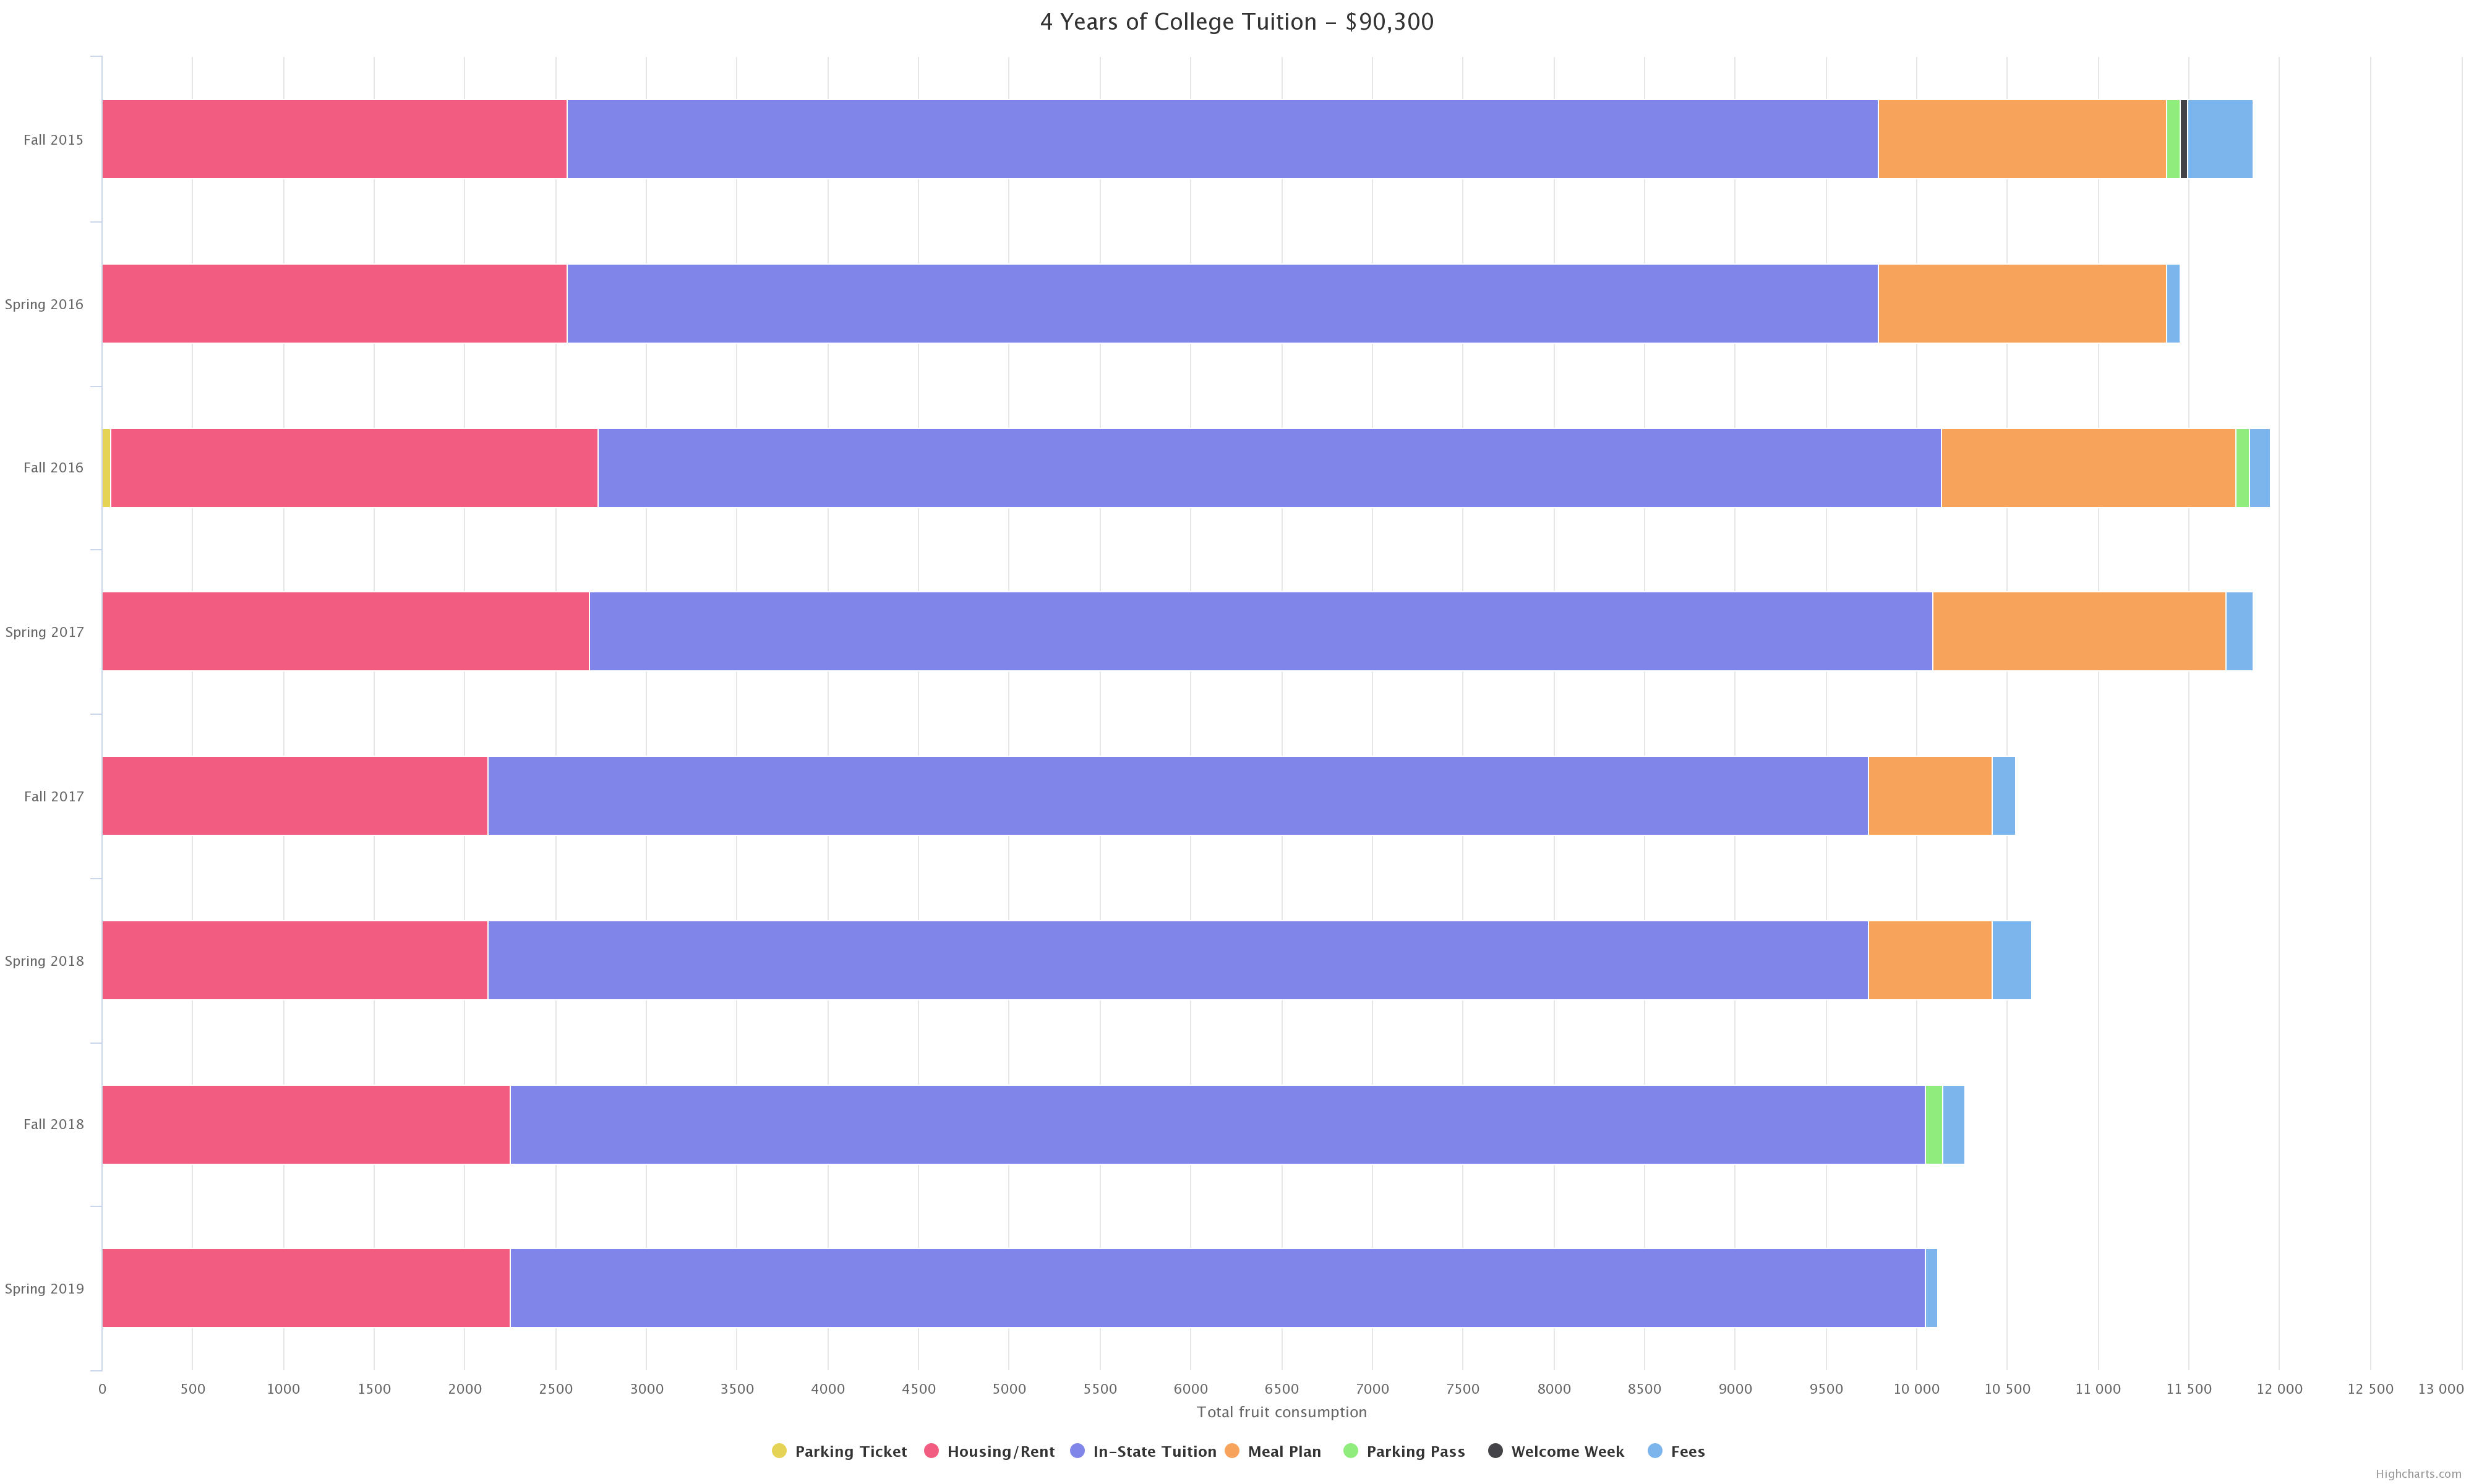 4 Years of College Tuition – $90,300
Fall 2015
Spring 2016
Fall 2016
Spring 2017
Fall 2017
Spring 2018
Fall 2018
Spring 2019
0 500 1000 1500 2000 2500 3000 3500 4000 4500 5000 5500 6000 6500 7000 7500 8000 8500 9000 9500 10 000 10 500 11 000 11 500 12 000 12 500 13 000
Total fruit consumption
Parking Ticket Housing/Rent In–State Tuition Meal Plan Parking Pass Welcome Week Fees
Highcharts.com